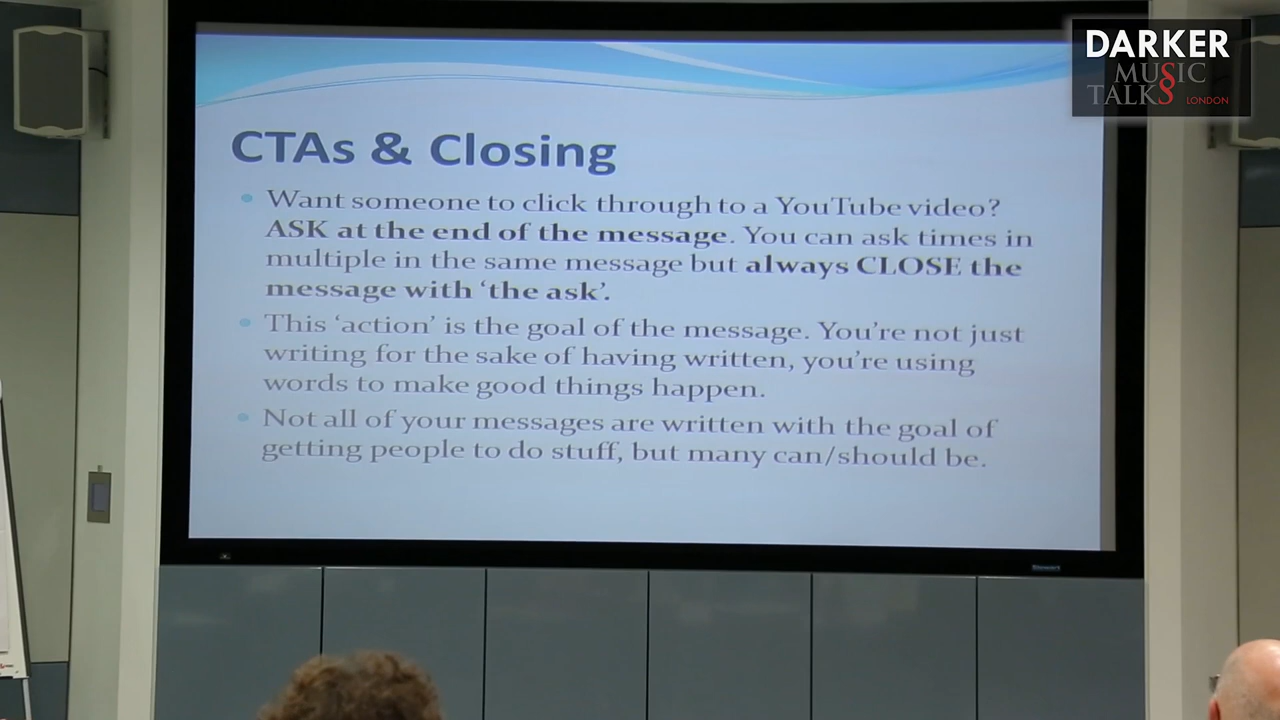 DARKER
MUSIC
TALKS LONDON
CTAs & Closing
Want someone to click through to a YouTube video?
ASK at the end of the message. You can ask times in
multiple in the same message but always CLOSE the
message with ‘the ask’.
This ‘action’ is the goal of the message. You’re not just
writing for the sake of having written, you’re using
words to make good things happen.
Not all of your messages are written with the goal of
getting people to do stuff, but many can/should be.
Stewart